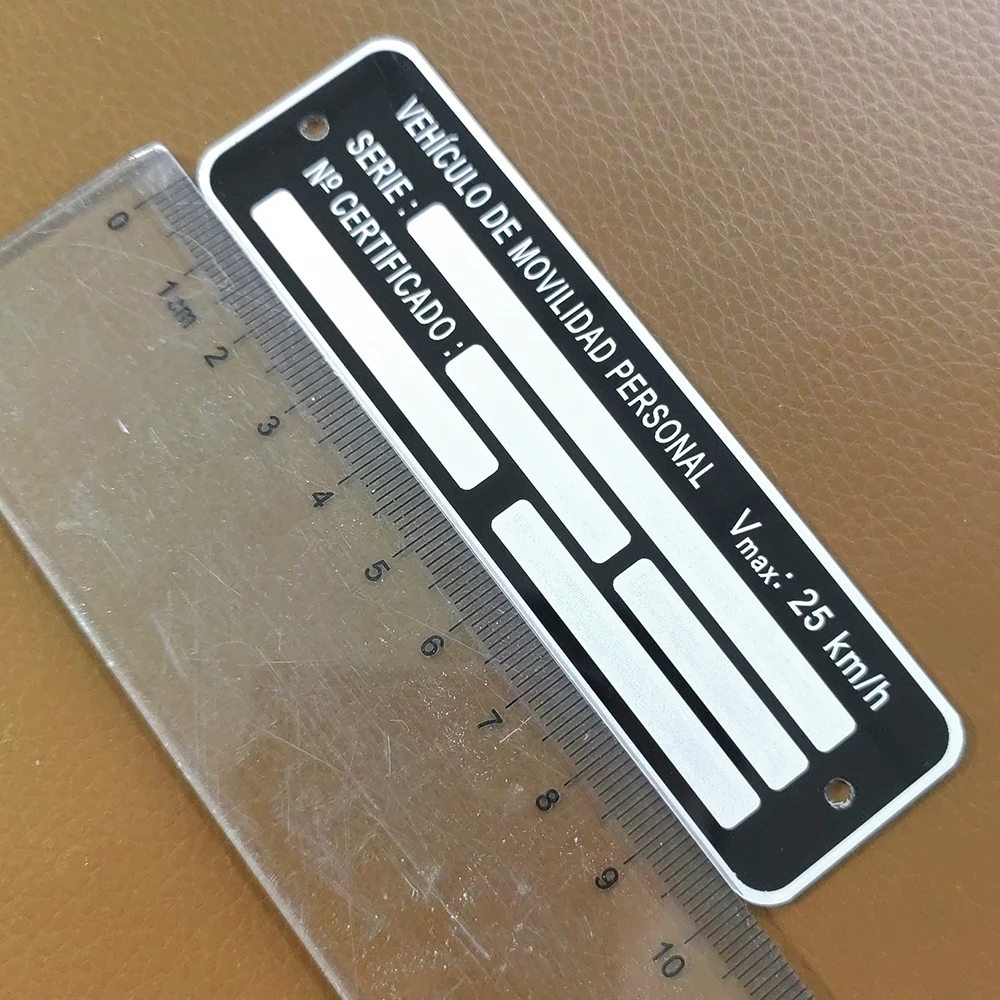 VEHÍCULO DE MOVILIDAD PERSONAL Vmax: 25 km/h
SERIE :
Nº CERTIFICADO :
0
1 cm
2
3
4
5
6
7
8
9
10